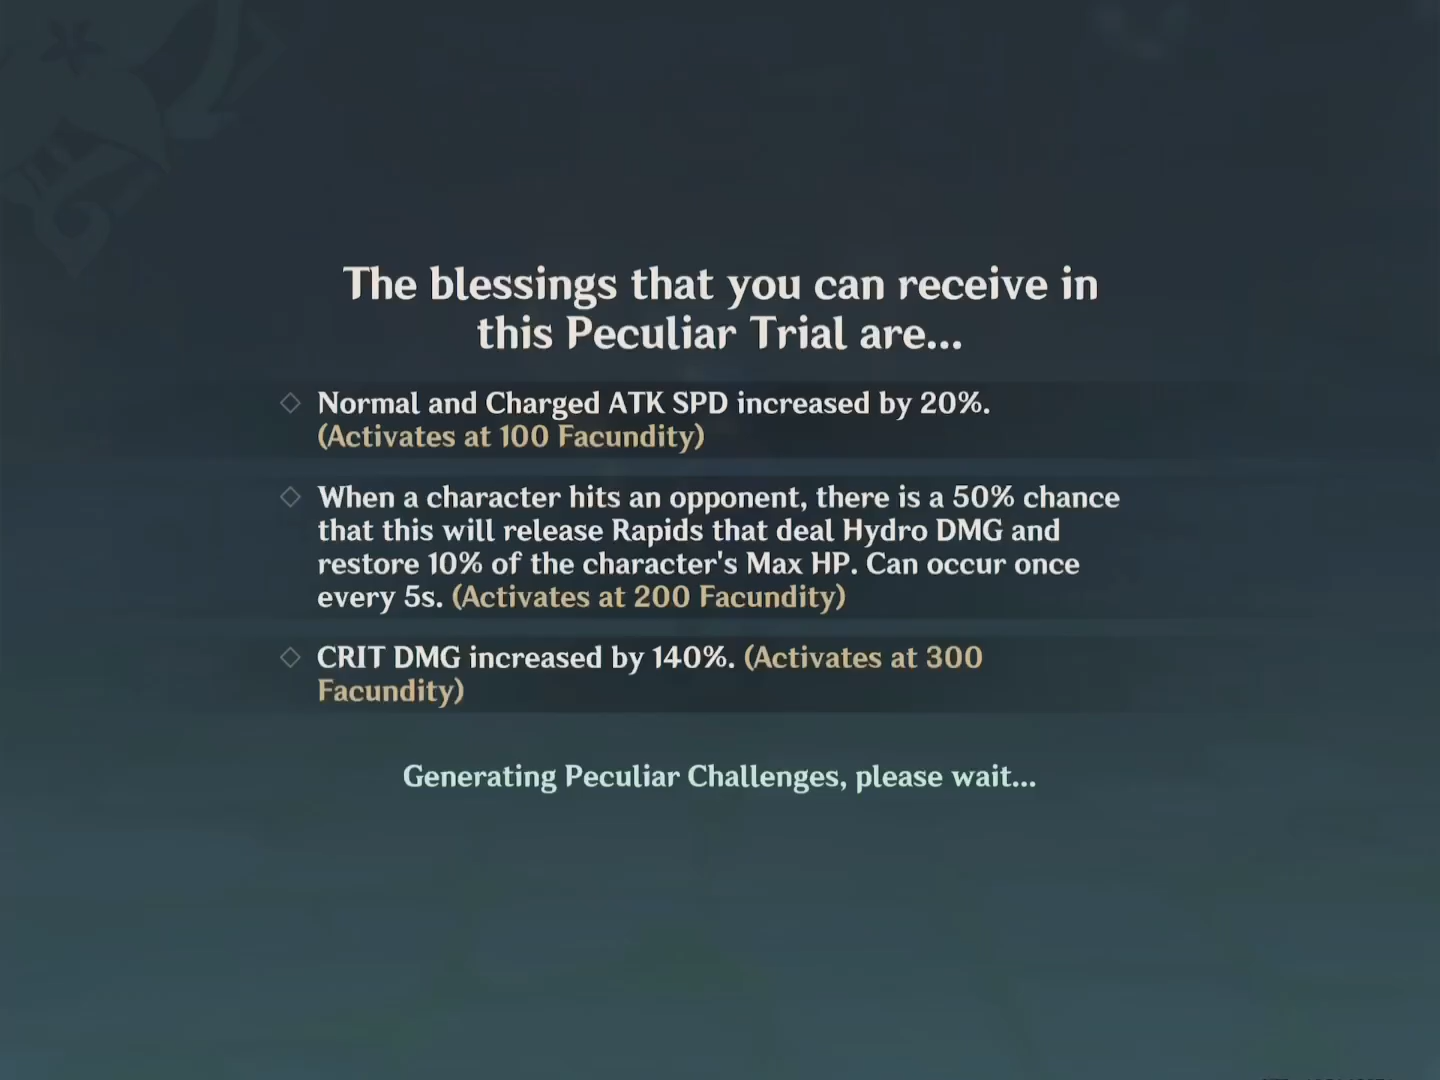 The blessings that you can receive in
this Peculiar Trial are...
Normal and Charged ATK SPD increased by 20%.
(Activates at 100 Facundity)
When a character hits an opponent, there is a 50% chance
that this will release Rapids that deal Hydro DMG and
restore 10% of the character's Max HP. Can occur once
every 5s. (Activates at 200 Facundity)
CRIT DMG increased by 140%. (Activates at 300
Facundity)
Generating Peculiar Challenges, please wait...